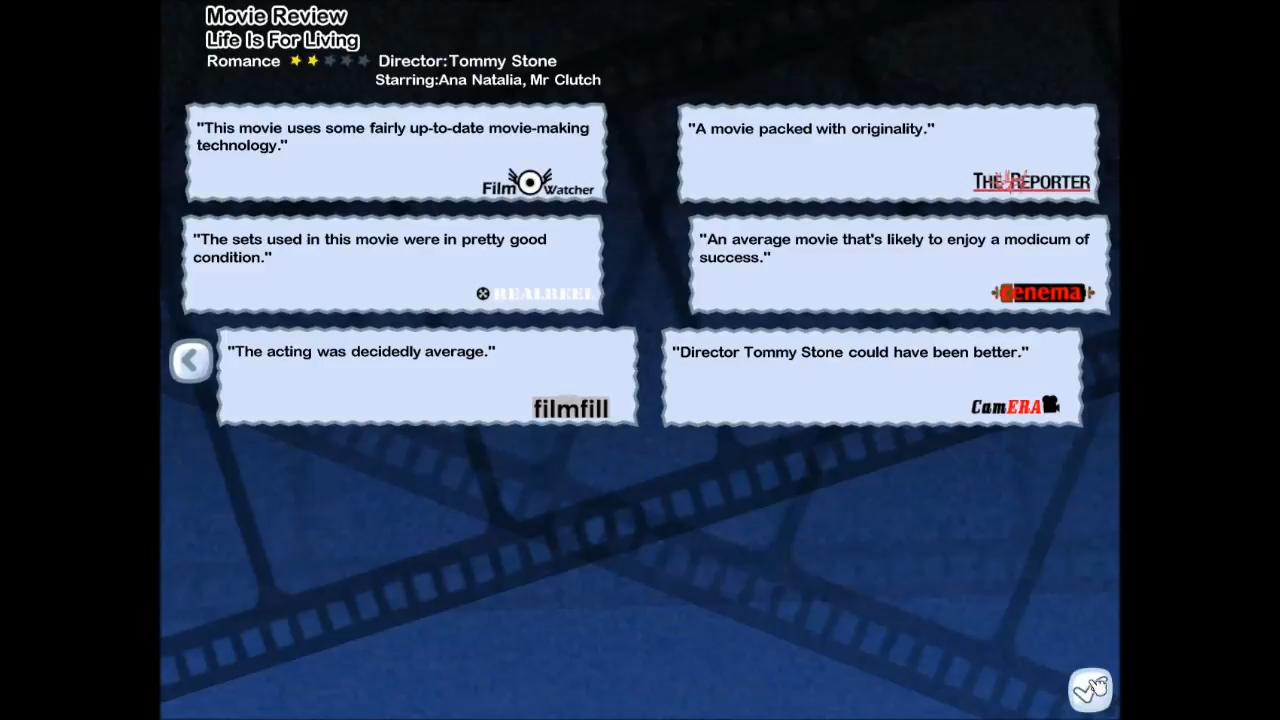 Movie Review
Life Is For Living
Romance Director:Tommy Stone
Starring:Ana Natalia, Mr Clutch
"This movie uses some fairly up-to-date movie-making
technology."
Film Watcher
"A movie packed with originality."
THE REPORTER
"The sets used in this movie were in pretty good
condition."
REALREEL
"An average movie that's likely to enjoy a modicum of
success."
cenema
"The acting was decidedly average."
filmfill
"Director Tommy Stone could have been better."
CamERA